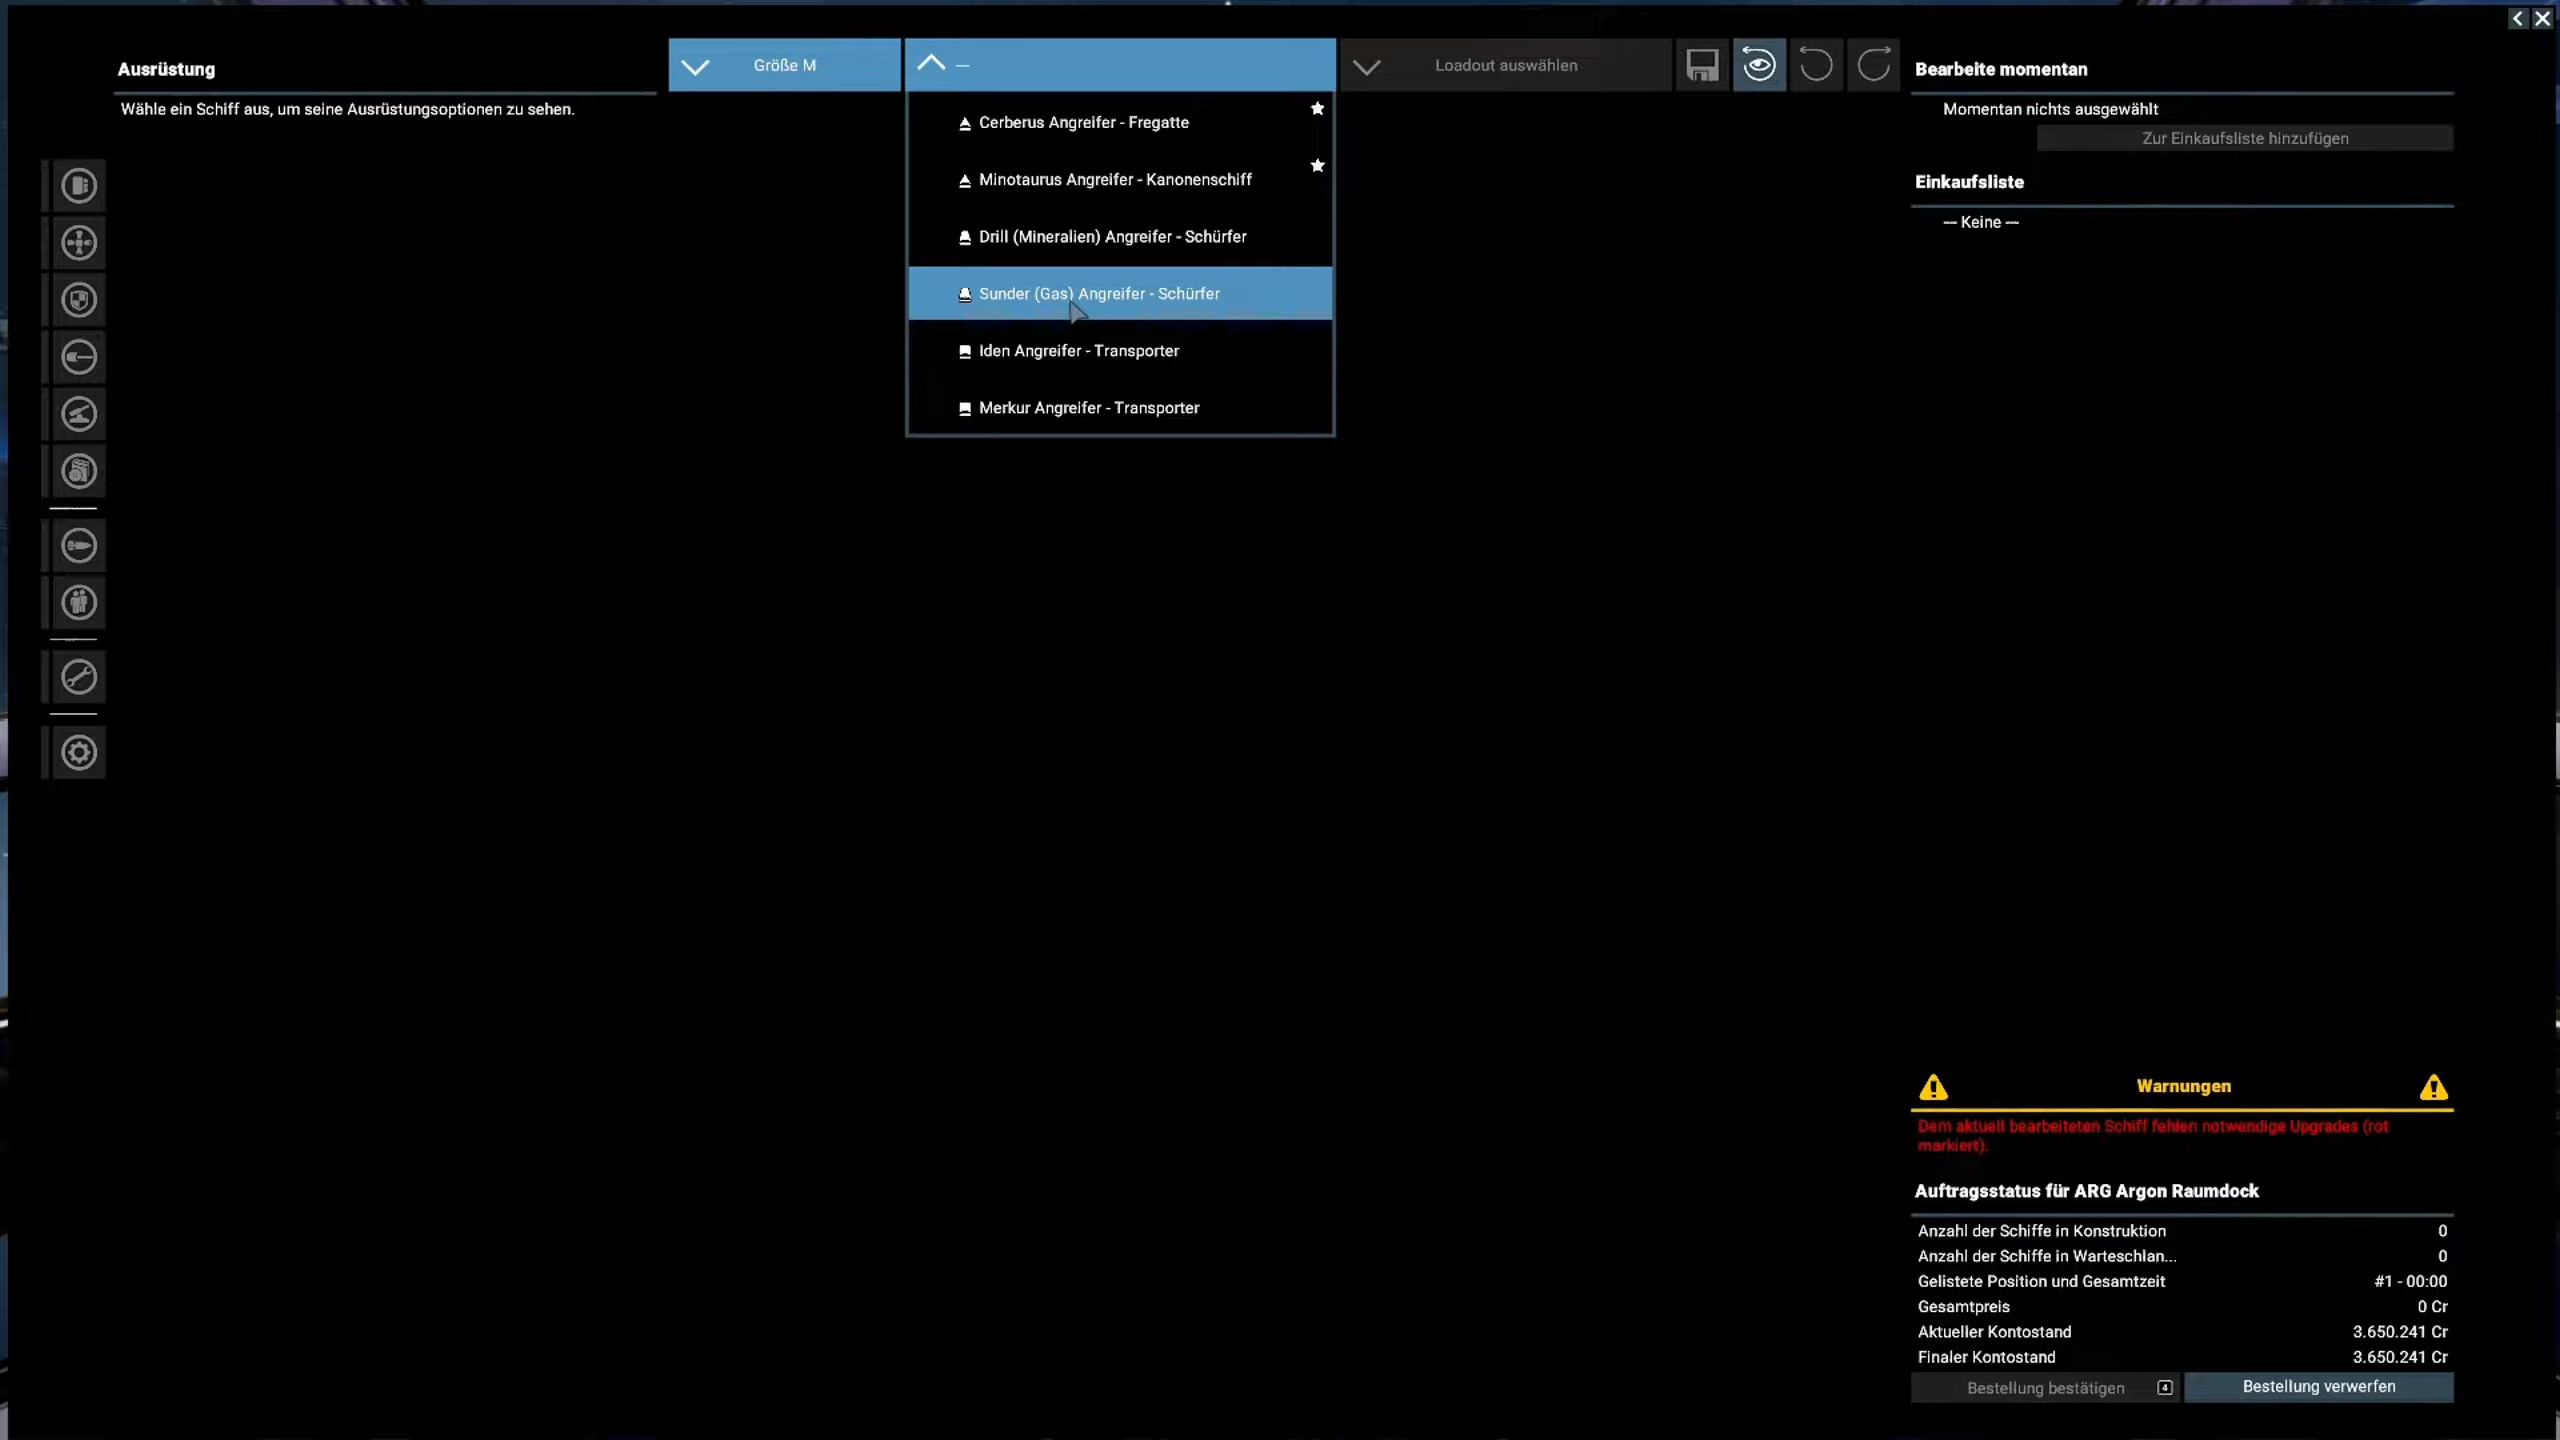 Ausrüstung
Wähle ein Schiff aus, um seine Ausrüstungsoptionen zu sehen.
Größe M
---
Loadout auswählen
Cerberus Angreifer - Fregatte
Minotaurus Angreifer - Kanonenschiff
Drill (Mineralien) Angreifer - Schürfer
Sunder (Gas) Angreifer - Schürfer
Iden Angreifer - Transporter
Merkur Angreifer - Transporter
Bearbeite momentan
Momentan nichts ausgewählt
Zur Einkaufsliste hinzufügen
Einkaufsliste
--- Keine ---
Warnungen
Dem aktuell bearbeiteten Schiff fehlen notwendige Upgrades (rot
markiert).
Auftragsstatus für ARG Argon Raumdock
Anzahl der Schiffe in Konstruktion 0
Anzahl der Schiffe in Warteschlan... 0
Gelistete Position und Gesamtzeit #1 - 00:00
Gesamtpreis 0 Cr
Aktueller Kontostand 3.650.241 Cr
Finaler Kontostand 3.650.241 Cr
Bestellung bestätigen 4 Bestellung verwerfen